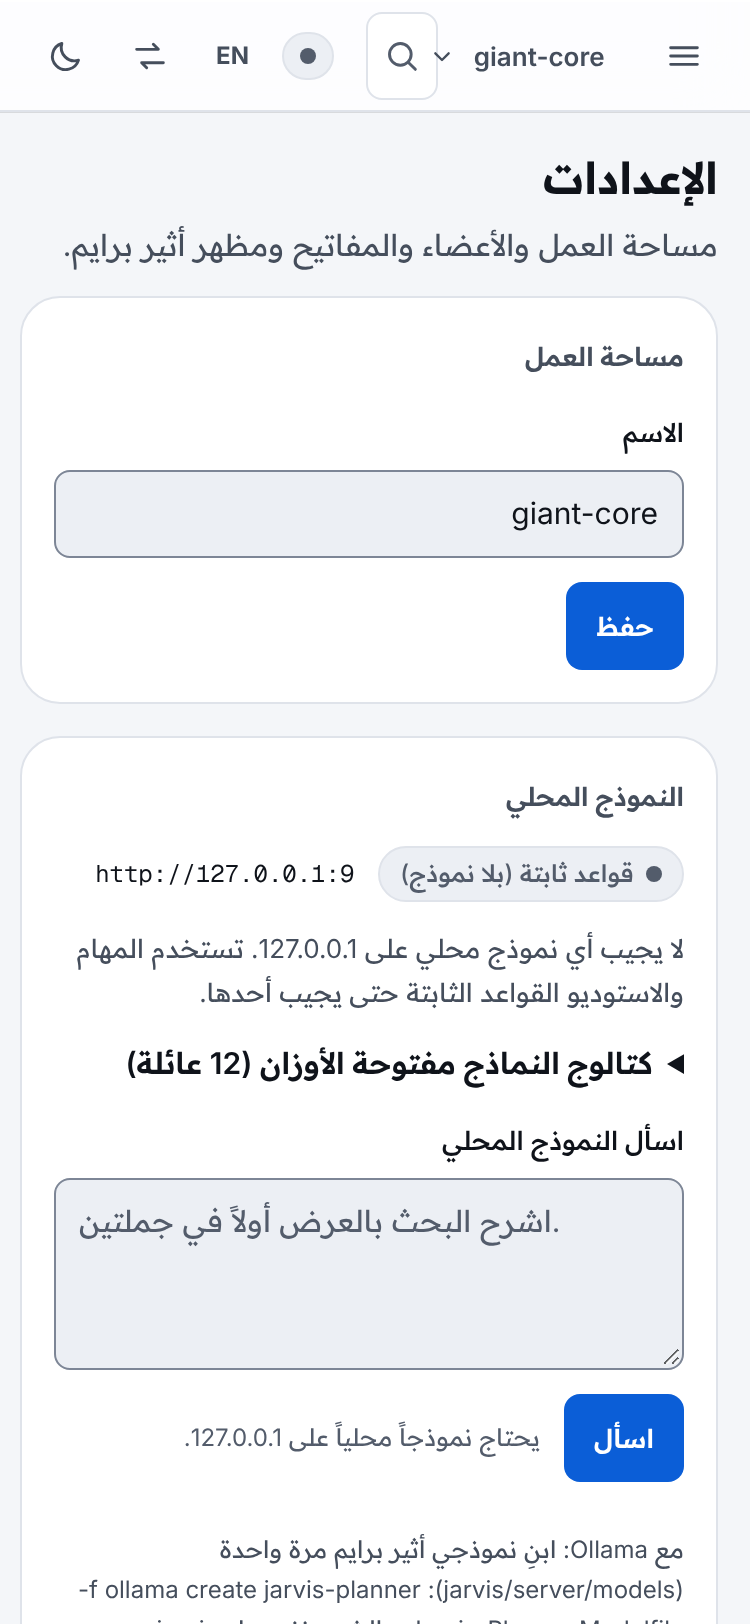 giant-core
EN
الإعدادات
مساحة العمل والأعضاء والمفاتيح ومظهر أثير برايم.
مساحة العمل
الاسم
giant-core
حفظ
النموذج المحلي
قواعد ثابتة (بلا نموذج)
http://127.0.0.1:9
لا يجيب أي نموذج محلي على 127.0.0.1. تستخدم المهام
والاستوديو القواعد الثابتة حتى يجيب أحدها.
كتالوج النماذج مفتوحة الأوزان (12 عائلة)
اسأل النموذج المحلي
اشرح البحث بالعرض أولاً في جملتين.
اسأل
يحتاج نموذجاً محلياً على 127.0.0.1.
مع Ollama: ابنِ نموذجي أثير برايم مرة واحدة
(jarvis/server/models): ollama create jarvis-planner -f